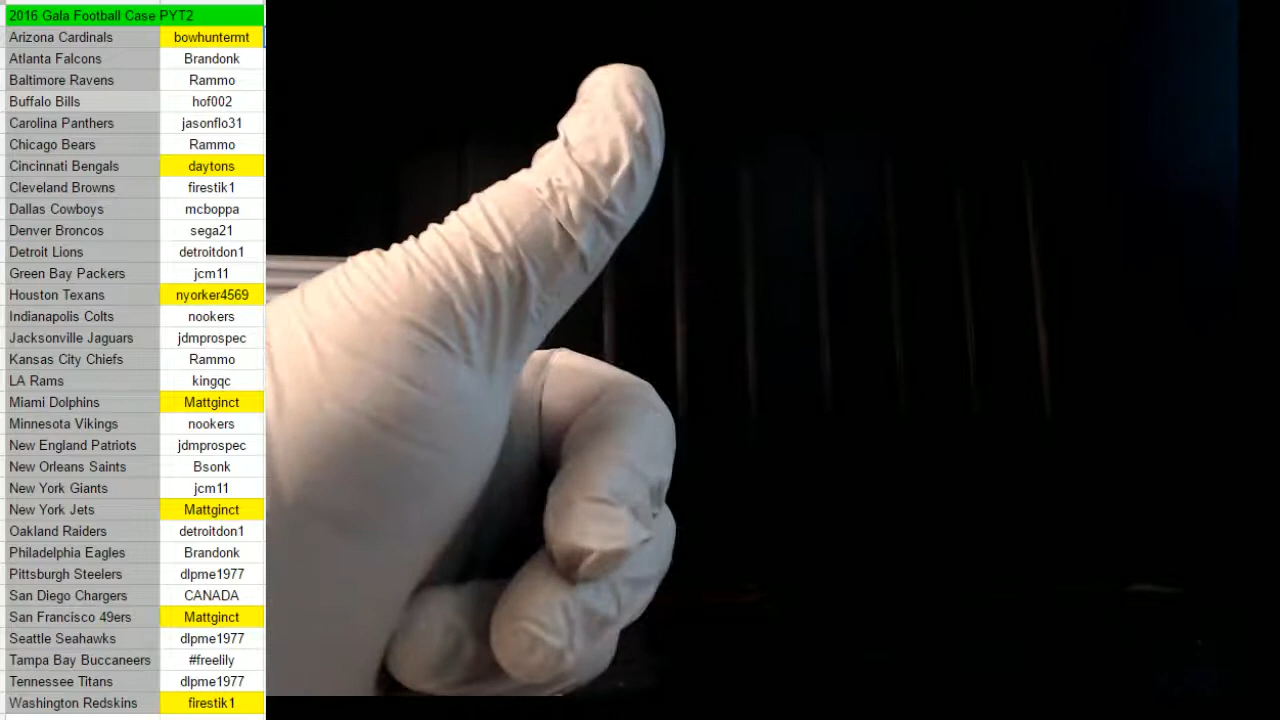 2016 Gala Football Case PYT2
Arizona Cardinals bowhuntermt
Atlanta Falcons Brandonk
Baltimore Ravens Rammo
Buffalo Bills hof002
Carolina Panthers jasonflo31
Chicago Bears Rammo
Cincinnati Bengals daytons
Cleveland Browns firestik1
Dallas Cowboys mcboppa
Denver Broncos sega21
Detroit Lions detroitdon1
Green Bay Packers jcm11
Houston Texans nyorker4569
Indianapolis Colts nookers
Jacksonville Jaguars jdmprospec
Kansas City Chiefs Rammo
LA Rams kingqc
Miami Dolphins Mattginct
Minnesota Vikings nookers
New England Patriots jdmprospec
New Orleans Saints Bsonk
New York Giants jcm11
New York Jets Mattginct
Oakland Raiders detroitdon1
Philadelphia Eagles Brandonk
Pittsburgh Steelers dlpme1977
San Diego Chargers CANADA
San Francisco 49ers Mattginct
Seattle Seahawks dlpme1977
Tampa Bay Buccaneers #freelily
Tennessee Titans dlpme1977
Washington Redskins firestik1